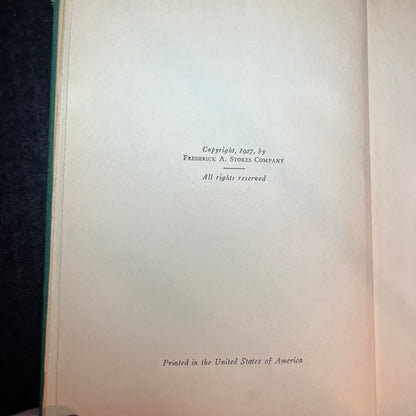 Copyright, 1927, by
Frederick A. Stokes Company
All rights reserved
Printed in the United States of America